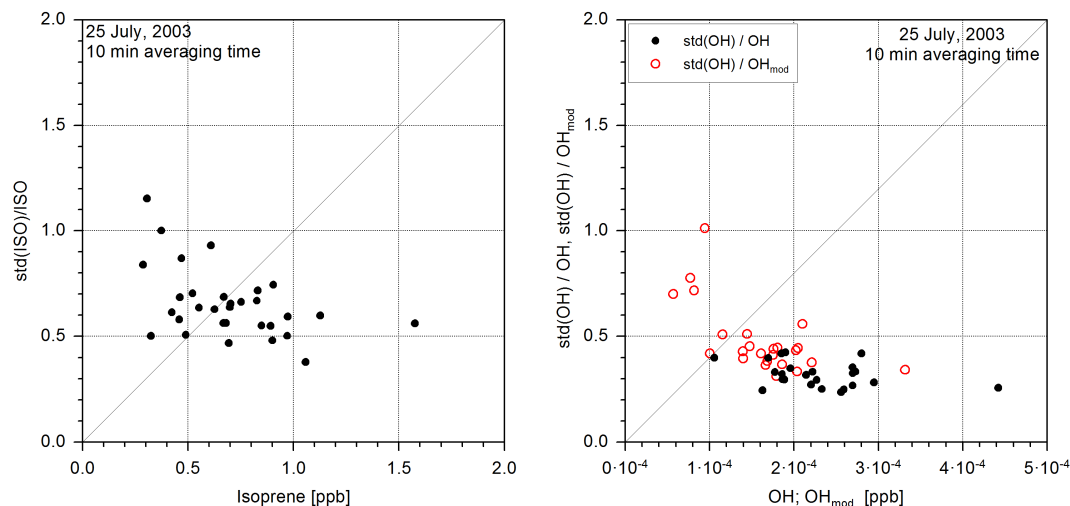 25 July, 2003
10 min averaging time
std(ISO)/ISO
2.0
1.5
1.0
0.5
0.0
0.0 0.5 1.0 1.5 2.0
Isoprene [ppb]
25 July, 2003
10 min averaging time
std(OH) / OH
std(OH) / OHmod
std(OH) / OH, std(OH) / OHmod
2.0
1.5
1.0
0.5
0.0
0·10⁻⁴ 1·10⁻⁴ 2·10⁻⁴ 3·10⁻⁴ 4·10⁻⁴ 5·10⁻⁴
OH; OHmod [ppb]